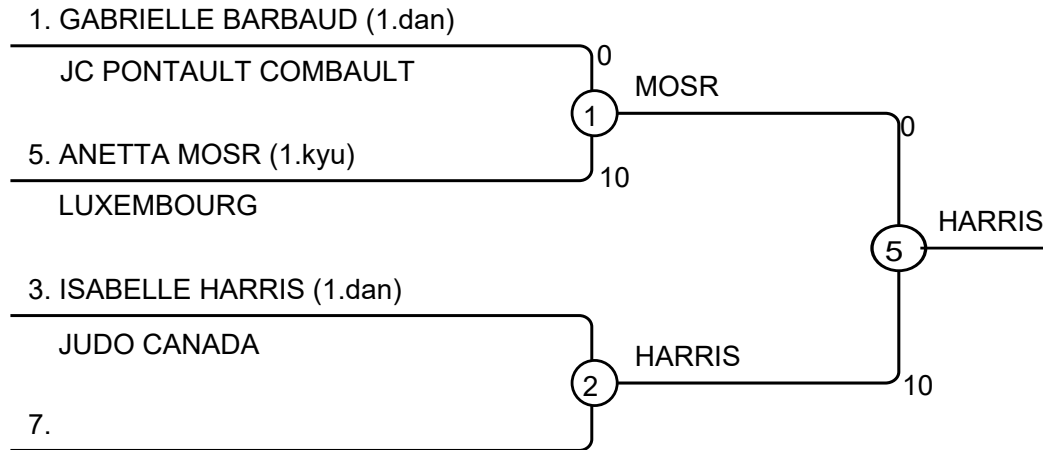 1. GABRIELLE BARBAUD (1.dan)
0
JC PONTAULT COMBAULT
1
MOSR
0
5. ANETTA MOSR (1.kyu)
10
LUXEMBOURG
5
HARRIS
3. ISABELLE HARRIS (1.dan)
JUDO CANADA
2
HARRIS
10
7.